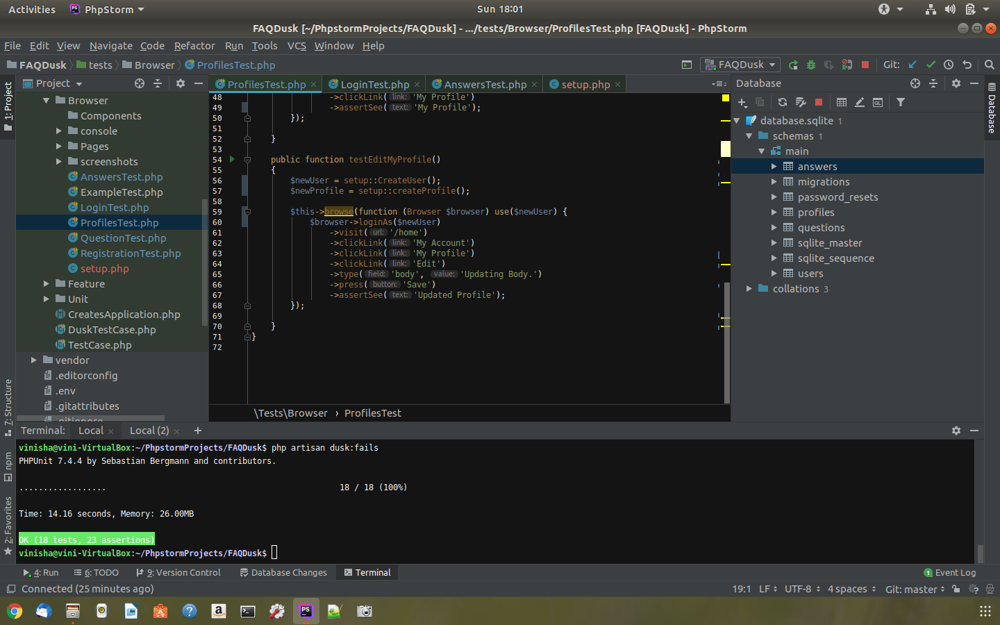 Activities PhpStorm Sun 18:01
FAQDusk [~/PhpstormProjects/FAQDusk] - .../tests/Browser/ProfilesTest.php [FAQDusk] - PhpStorm
File Edit View Navigate Code Refactor Run Tools VCS Window Help
FAQDusk tests Browser ProfilesTest.php FAQDusk Git:
1: Project
7: Structure
npm
2: Favorites
Project
Browser
Components
console
Pages
screenshots
AnswersTest.php
ExampleTest.php
LoginTest.php
ProfilesTest.php
QuestionTest.php
RegistrationTest.php
setup.php
Feature
Unit
CreatesApplication.php
DuskTestCase.php
TestCase.php
vendor
.editorconfig
.env
.gitattributes
.gitignore
ProfilesTest.php LoginTest.php AnswersTest.php setup.php
48 ->clickLink( link: 'My Profile')
49 ->assertSee( text: 'My Profile');
50 });
51
52 }
53
54 public function testEditMyProfile()
55 {
56 $newUser = setup::CreateUser();
57 $newProfile = setup::createProfile();
58
59 $this->browse(function (Browser $browser) use($newUser) {
60 $browser->loginAs($newUser)
61 ->visit( url: '/home')
62 ->clickLink( link: 'My Account')
63 ->clickLink( link: 'My Profile')
64 ->clickLink( link: 'Edit')
65 ->type( field: 'body', value: 'Updating Body.')
66 ->press( button: 'Save')
67 ->assertSee( text: 'Updated Profile');
68 });
69
70 }
71 }
72
\Tests\Browser › ProfilesTest
Database
database.sqlite 1
schemas 1
main
answers
migrations
password_resets
profiles
questions
sqlite_master
sqlite_sequence
users
collations 3
Database
Terminal: Local Local (2)
vinisha@vini-VirtualBox:~/PhpstormProjects/FAQDusk$ php artisan dusk:fails
PHPUnit 7.4.4 by Sebastian Bergmann and contributors.
.................. 18 / 18 (100%)
Time: 14.16 seconds, Memory: 26.00MB
OK (18 tests, 23 assertions)
vinisha@vini-VirtualBox:~/PhpstormProjects/FAQDusk$
4: Run 6: TODO 9: Version Control Database Changes Terminal 1 Event Log
Connected (25 minutes ago) 19:1 LF UTF-8 4 spaces Git: master